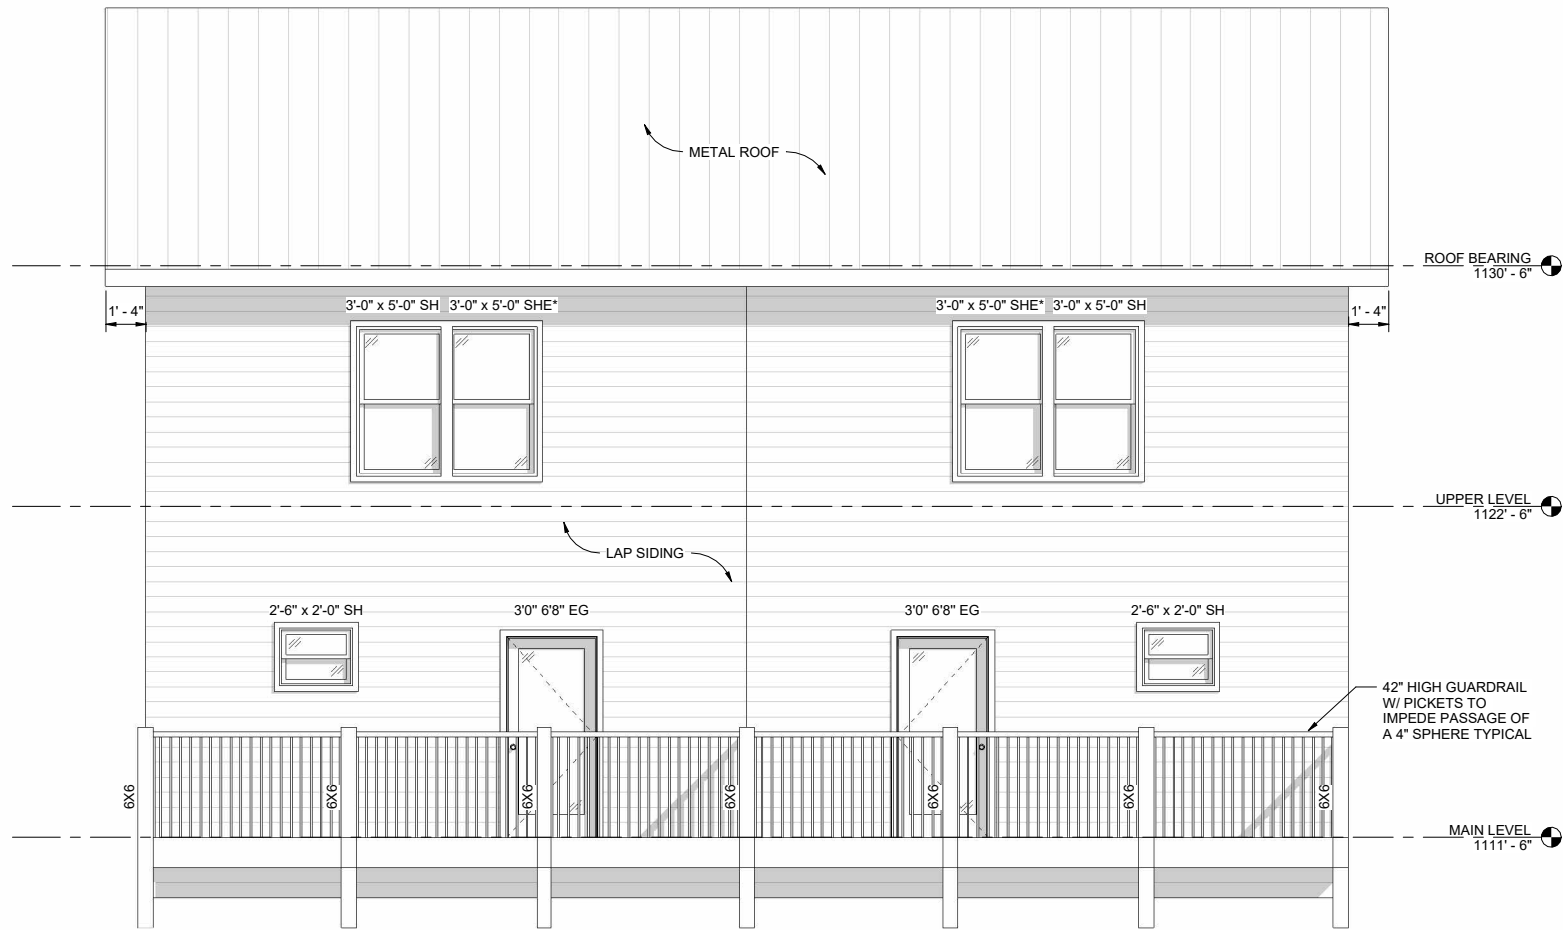 METAL ROOF
ROOF BEARING
1130' - 6"
1' - 4"
3'-0" x 5'-0" SH 3'-0" x 5'-0" SHE*
3'-0" x 5'-0" SHE* 3'-0" x 5'-0" SH
1' - 4"
UPPER LEVEL
1122' - 6"
LAP SIDING
2'-6" x 2'-0" SH
3'0" 6'8" EG
3'0" 6'8" EG
2'-6" x 2'-0" SH
42" HIGH GUARDRAIL
W/ PICKETS TO
IMPEDE PASSAGE OF
A 4" SPHERE TYPICAL
6X6
6X6
6X6
6X6
6X6
6X6
6X6
MAIN LEVEL
1111' - 6"